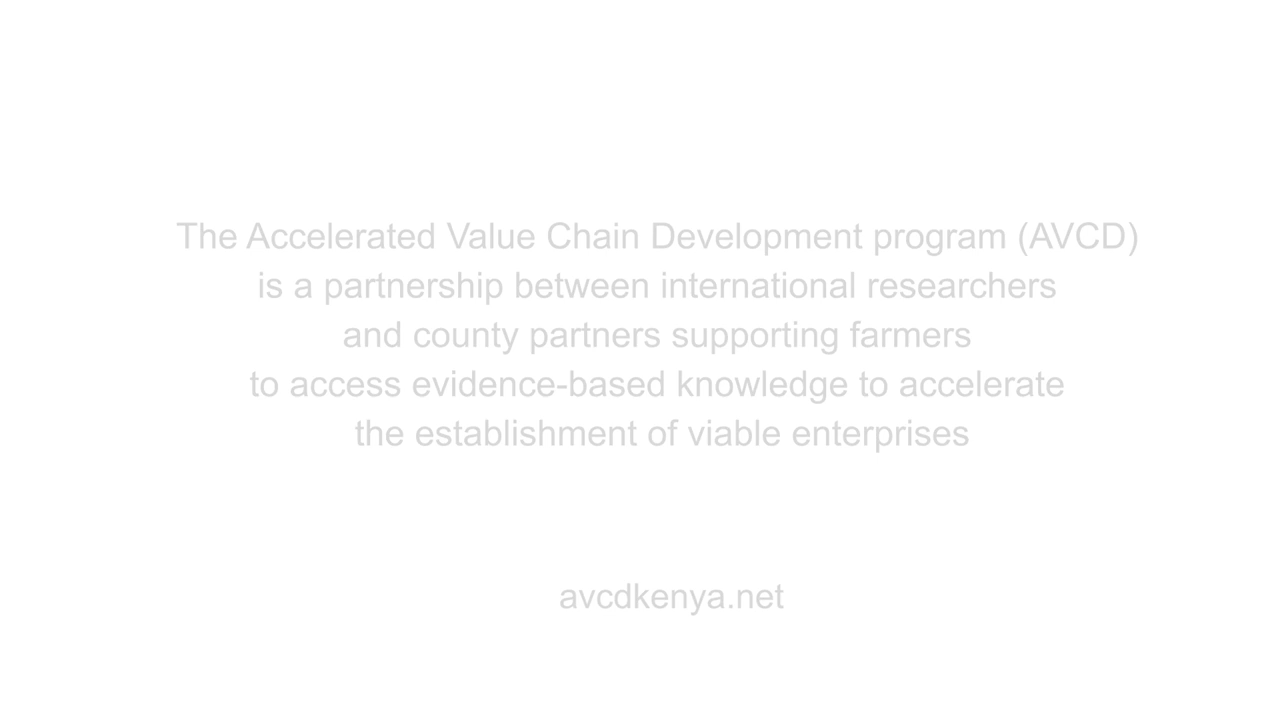 The Accelerated Value Chain Development program (AVCD)
is a partnership between international researchers
and county partners supporting farmers
to access evidence-based knowledge to accelerate
the establishment of viable enterprises
avcdkenya.net